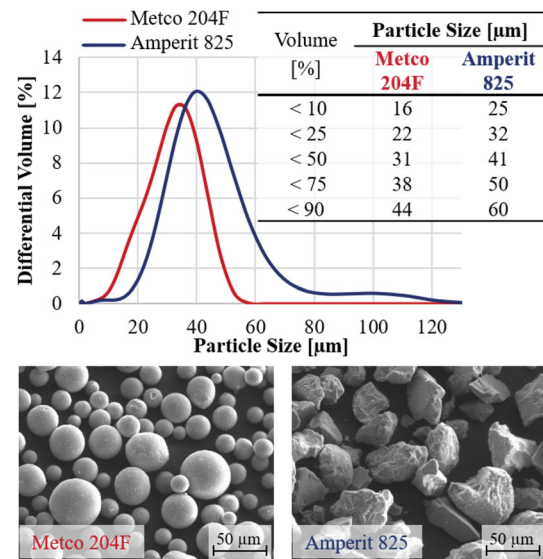 Metco 204F
Amperit 825
Volume [%]
Particle Size [µm]
Metco 204F
Amperit 825
< 10 16 25
< 25 22 32
< 50 31 41
< 75 38 50
< 90 44 60
Differential Volume [%]
14
12
10
8
6
4
2
0
0 20 40 60 80 100 120
Particle Size [µm]
Metco 204F
50 µm
Amperit 825
50 µm